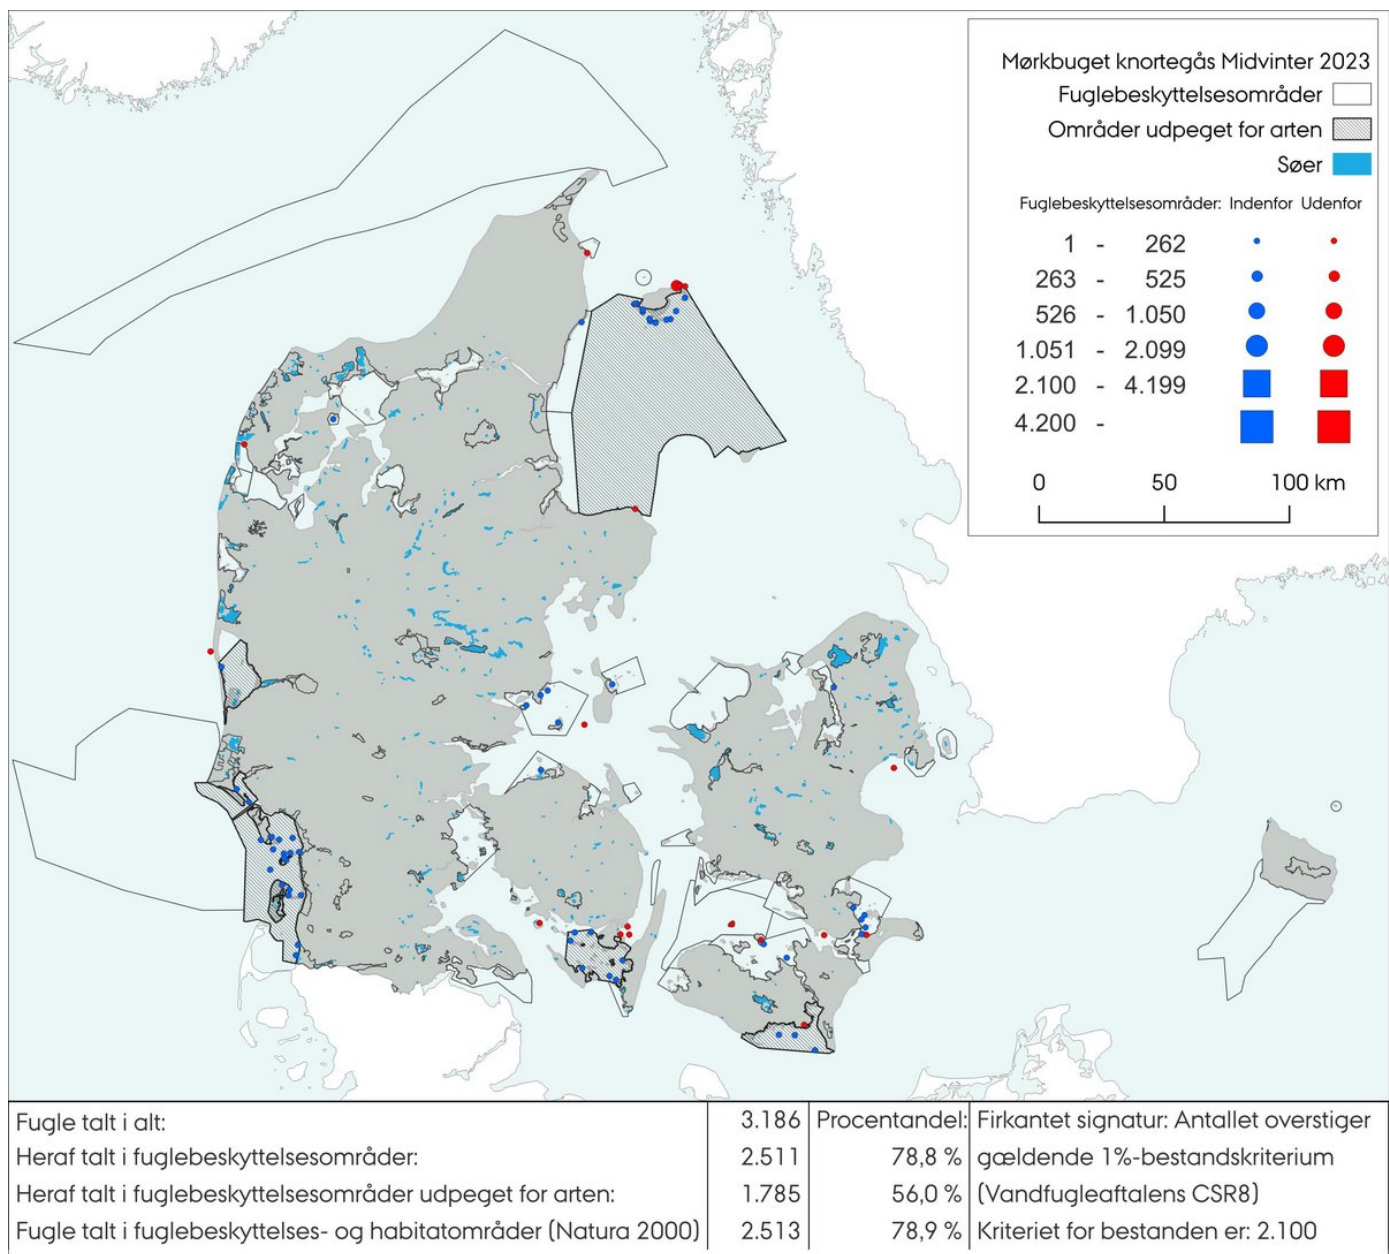 Mørkbuget knortegås Midvinter 2023
Fuglebeskyttelsesområder
Områder udpeget for arten
Søer
Fuglebeskyttelsesområder: Indenfor Udenfor
1 - 262
263 - 525
526 - 1.050
1.051 - 2.099
2.100 - 4.199
4.200 -
0 50 100 km
Fugle talt i alt: 3.186 Procentandel: Firkantet signatur: Antallet overstiger
Heraf talt i fuglebeskyttelsesområder: 2.511 78,8 % gældende 1%-bestandskriterium
Heraf talt i fuglebeskyttelsesområder udpeget for arten: 1.785 56,0 % (Vandfugleaftalens CSR8)
Fugle talt i fuglebeskyttelses- og habitatområder (Natura 2000) 2.513 78,9 % Kriteriet for bestanden er: 2.100